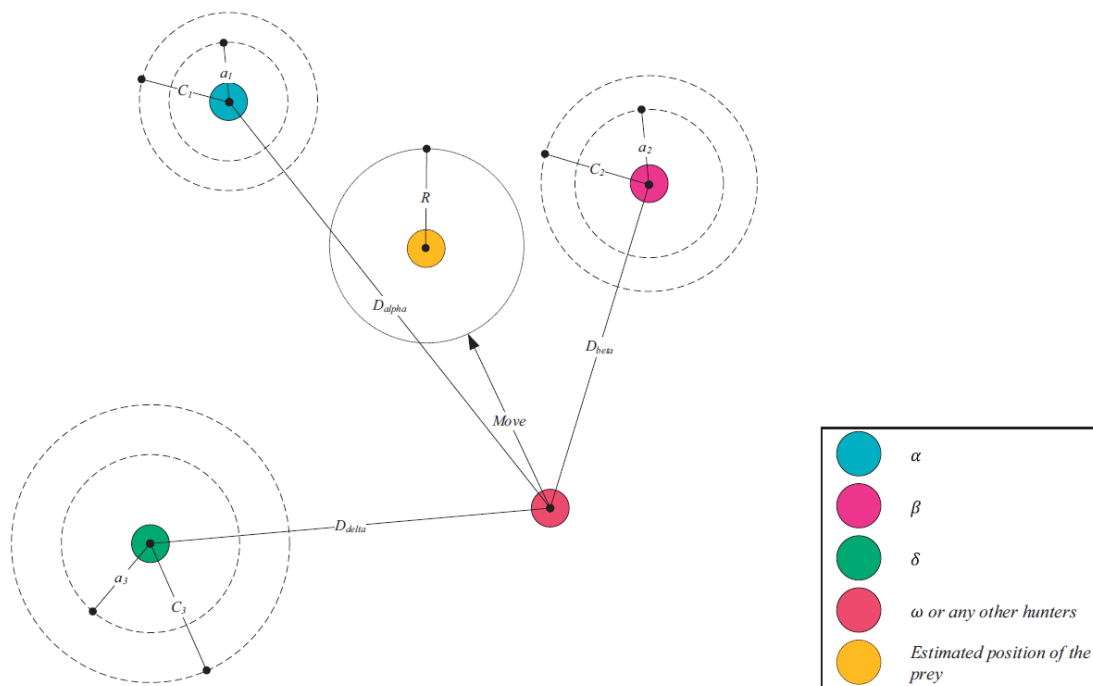 a1
C1
a2
C2
R
Dalpha
Dbeta
Move
Ddelta
a3
C3
α
β
δ
ω or any other hunters
Estimated position of the
prey